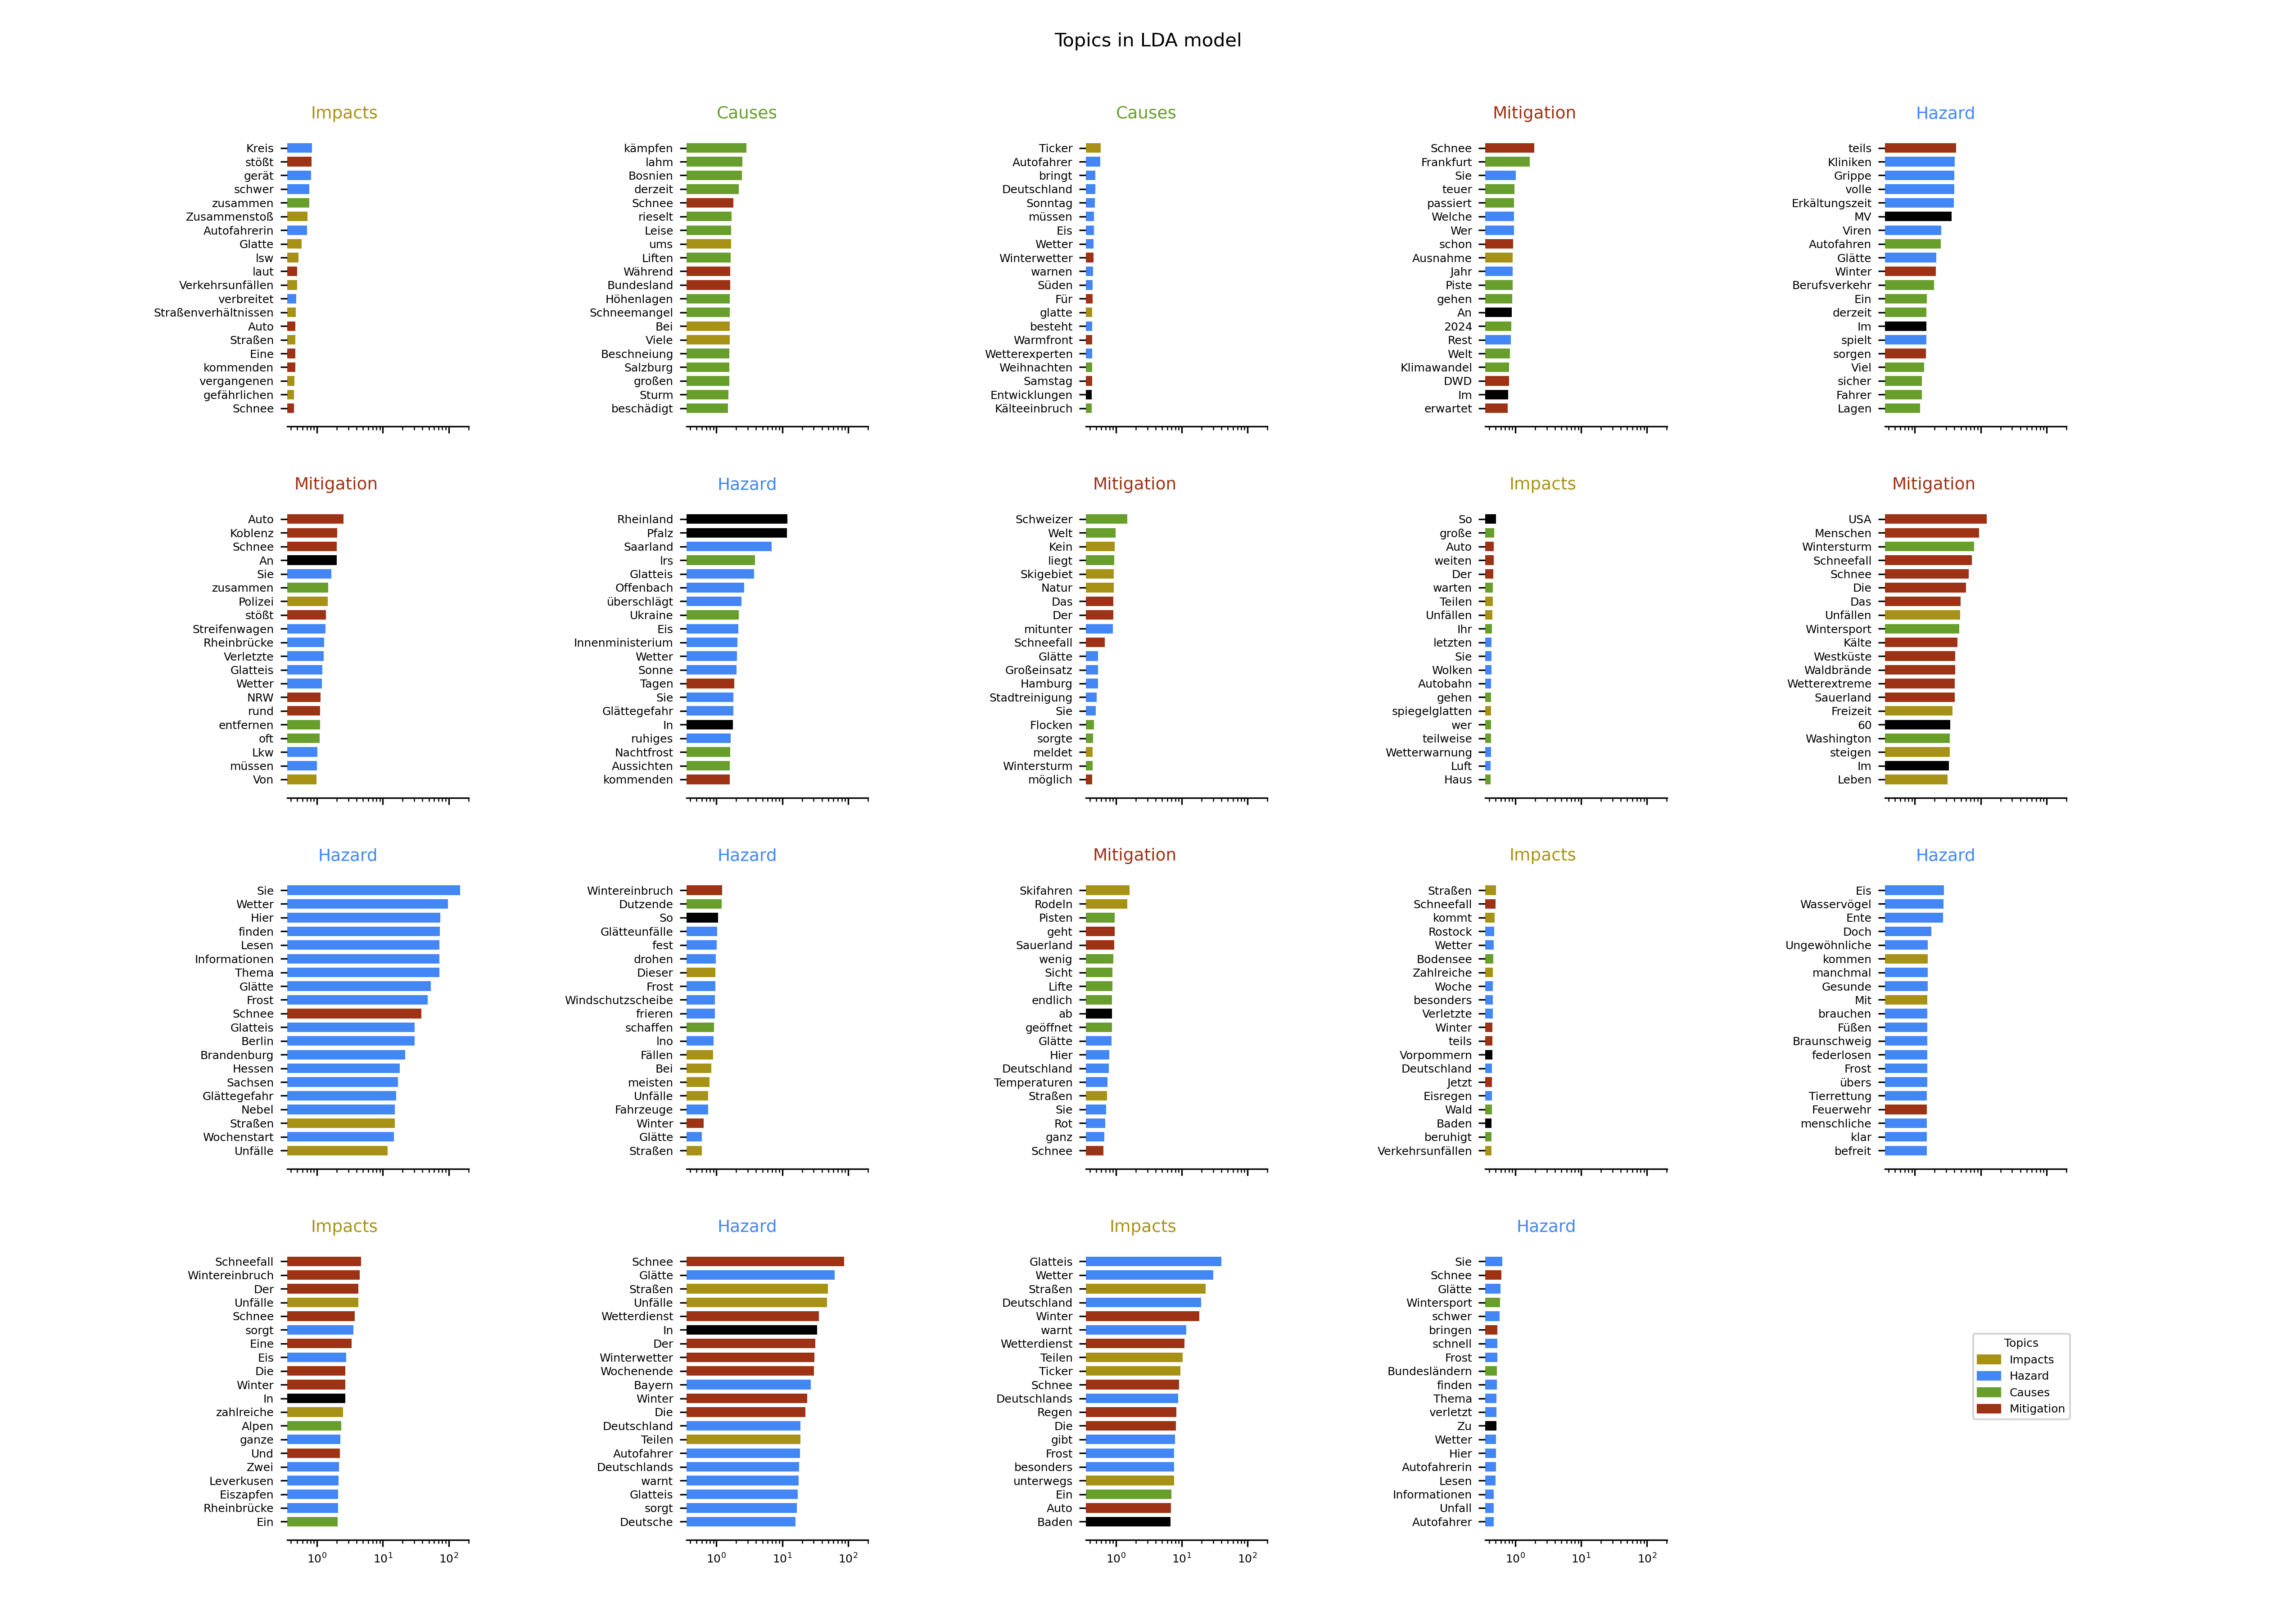 Topics in LDA model
Impacts
Kreis
stößt
gerät
schwer
zusammen
Zusammenstoß
Autofahrerin
Glatte
lsw
laut
Verkehrsunfällen
verbreitet
Straßenverhältnissen
Auto
Straßen
Eine
kommenden
vergangenen
gefährlichen
Schnee
Causes
kämpfen
lahm
Bosnien
derzeit
Schnee
rieselt
Leise
ums
Liften
Während
Bundesland
Höhenlagen
Schneemangel
Bei
Viele
Beschneiung
Salzburg
großen
Sturm
beschädigt
Causes
Ticker
Autofahrer
bringt
Deutschland
Sonntag
müssen
Eis
Wetter
Winterwetter
warnen
Süden
Für
glatte
besteht
Warmfront
Wetterexperten
Weihnachten
Samstag
Entwicklungen
Kälteeinbruch
Mitigation
Schnee
Frankfurt
Sie
teuer
passiert
Welche
Wer
schon
Ausnahme
Jahr
Piste
gehen
An
2024
Rest
Welt
Klimawandel
DWD
Im
erwartet
Hazard
teils
Kliniken
Grippe
volle
Erkältungszeit
MV
Viren
Autofahren
Glätte
Winter
Berufsverkehr
Ein
derzeit
Im
spielt
sorgen
Viel
sicher
Fahrer
Lagen
Mitigation
Auto
Koblenz
Schnee
An
Sie
zusammen
Polizei
stößt
Streifenwagen
Rheinbrücke
Verletzte
Glatteis
Wetter
NRW
rund
entfernen
oft
Lkw
müssen
Von
Hazard
Rheinland
Pfalz
Saarland
Irs
Glatteis
Offenbach
überschlägt
Ukraine
Eis
Innenministerium
Wetter
Sonne
Tagen
Sie
Glättegefahr
In
ruhiges
Nachtfrost
Aussichten
kommenden
Mitigation
Schweizer
Welt
Kein
liegt
Skigebiet
Natur
Das
Der
mitunter
Schneefall
Glätte
Großeinsatz
Hamburg
Stadtreinigung
Sie
Flocken
sorgte
meldet
Wintersturm
möglich
Impacts
So
große
Auto
weiten
Der
warten
Teilen
Unfällen
Ihr
letzten
Sie
Wolken
Autobahn
gehen
spiegelglatten
wer
teilweise
Wetterwarnung
Luft
Haus
Mitigation
USA
Menschen
Wintersturm
Schneefall
Schnee
Die
Das
Unfällen
Wintersport
Kälte
Westküste
Waldbrände
Wetterextreme
Sauerland
Freizeit
60
Washington
steigen
Im
Leben
Hazard
Sie
Wetter
Hier
finden
Lesen
Informationen
Thema
Glätte
Frost
Schnee
Glatteis
Berlin
Brandenburg
Hessen
Sachsen
Glättegefahr
Nebel
Straßen
Wochenstart
Unfälle
Hazard
Wintereinbruch
Dutzende
So
Glätteunfälle
fest
drohen
Dieser
Frost
Windschutzscheibe
frieren
schaffen
Ino
Fällen
Bei
meisten
Unfälle
Fahrzeuge
Winter
Glätte
Straßen
Mitigation
Skifahren
Rodeln
Pisten
geht
Sauerland
wenig
Sicht
Lifte
endlich
ab
geöffnet
Glätte
Hier
Deutschland
Temperaturen
Straßen
Sie
Rot
ganz
Schnee
Impacts
Straßen
Schneefall
kommt
Rostock
Wetter
Bodensee
Zahlreiche
Woche
besonders
Verletzte
Winter
teils
Vorpommern
Deutschland
Jetzt
Eisregen
Wald
Baden
beruhigt
Verkehrsunfällen
Hazard
Eis
Wasservögel
Ente
Doch
Ungewöhnliche
kommen
manchmal
Gesunde
Mit
brauchen
Füßen
Braunschweig
federlosen
Frost
übers
Tierrettung
Feuerwehr
menschliche
klar
befreit
Impacts
Schneefall
Wintereinbruch
Der
Unfälle
Schnee
sorgt
Eine
Eis
Die
Winter
In
zahlreiche
Alpen
ganze
Und
Zwei
Leverkusen
Eiszapfen
Rheinbrücke
Ein
10⁰ 10¹ 10²
Hazard
Schnee
Glätte
Straßen
Unfälle
Wetterdienst
In
Der
Winterwetter
Wochenende
Bayern
Winter
Die
Deutschland
Teilen
Autofahrer
Deutschlands
warnt
Glatteis
sorgt
Deutsche
10⁰ 10¹ 10²
Impacts
Glatteis
Wetter
Straßen
Deutschland
Winter
warnt
Wetterdienst
Teilen
Ticker
Schnee
Deutschlands
Regen
Die
gibt
Frost
besonders
unterwegs
Ein
Auto
Baden
10⁰ 10¹ 10²
Hazard
Sie
Schnee
Glätte
Wintersport
schwer
bringen
schnell
Frost
Bundesländern
finden
Thema
verletzt
Zu
Wetter
Hier
Autofahrerin
Lesen
Informationen
Unfall
Autofahrer
10⁰ 10¹ 10²
Topics
Impacts
Hazard
Causes
Mitigation